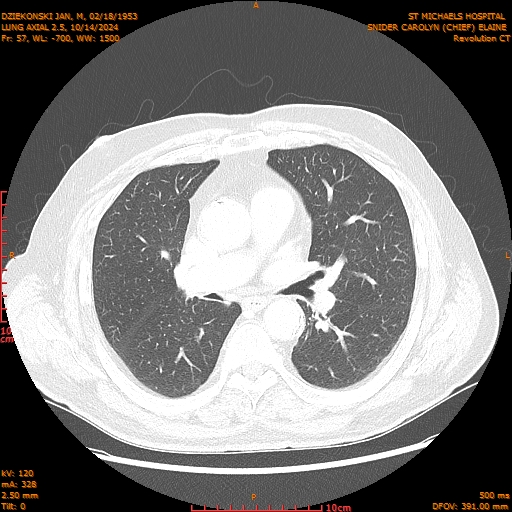 A
DZIEKONSKI JAN, M, 02/18/1953
LUNG AXIAL 2.5, 10/14/2024
Fr: 57, WL: -700, WW: 1500
ST MICHAELS HOSPITAL
SNIDER CAROLYN (CHIEF) ELAINE
Revolution CT
R
L
10
cm
kV: 120
mA: 328
2.50 mm
Tilt: 0
P
10cm
500 ms
DFOV: 391.00 mm